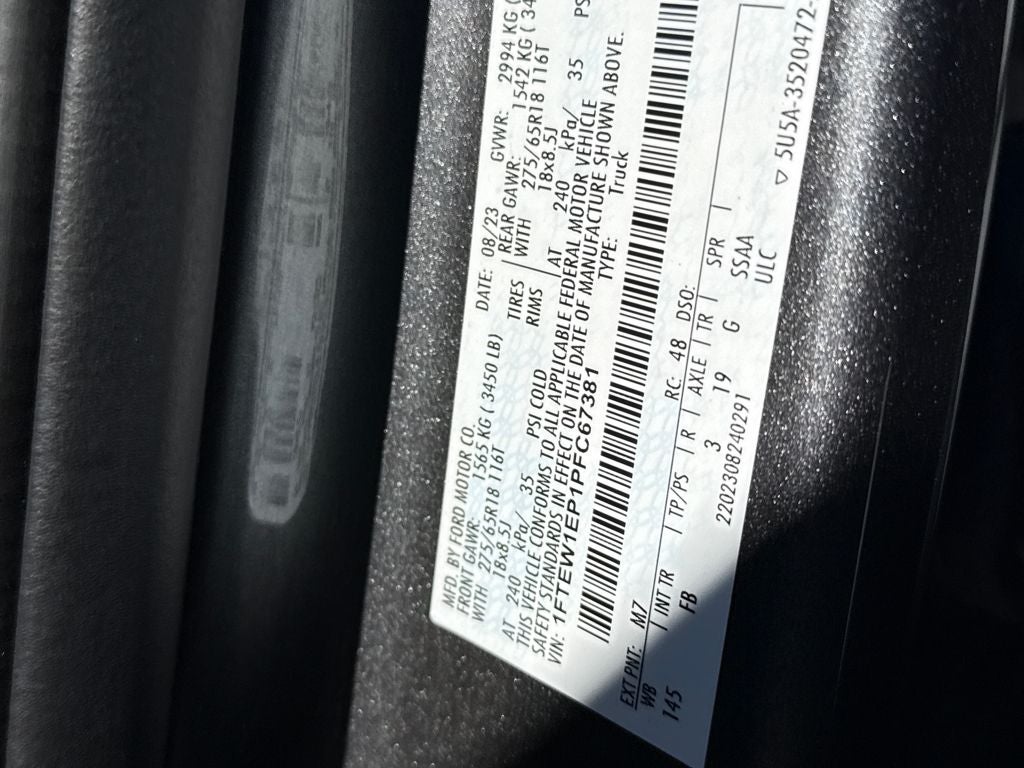 MFD. BY FORD MOTOR CO.
DATE: 08/23 GVWR: 2994 KG (
FRONT GAWR: 1565 KG ( 3450 LB)
REAR GAWR: 1542 KG ( 34
WITH 275/65R18 116T TIRES
WITH 275/65R18 116T
18x8.5J RIMS
18x8.5J
AT 240 kPa/ 35 PSI COLD
AT 240 kPa/ 35 PS
THIS VEHICLE CONFORMS TO ALL APPLICABLE FEDERAL MOTOR VEHICLE
SAFETY STANDARDS IN EFFECT ON THE DATE OF MANUFACTURE SHOWN ABOVE.
VIN: 1FTEW1EP1PFC67381
TYPE: Truck
EXT PNT: M7 RC: 48 DSO:
WB | INT TR | TP/PS | R | AXLE | TR | SPR |
145 FB 3 19 G SSAA
2202308240291 ULC
▽ 5U5A-3520472-